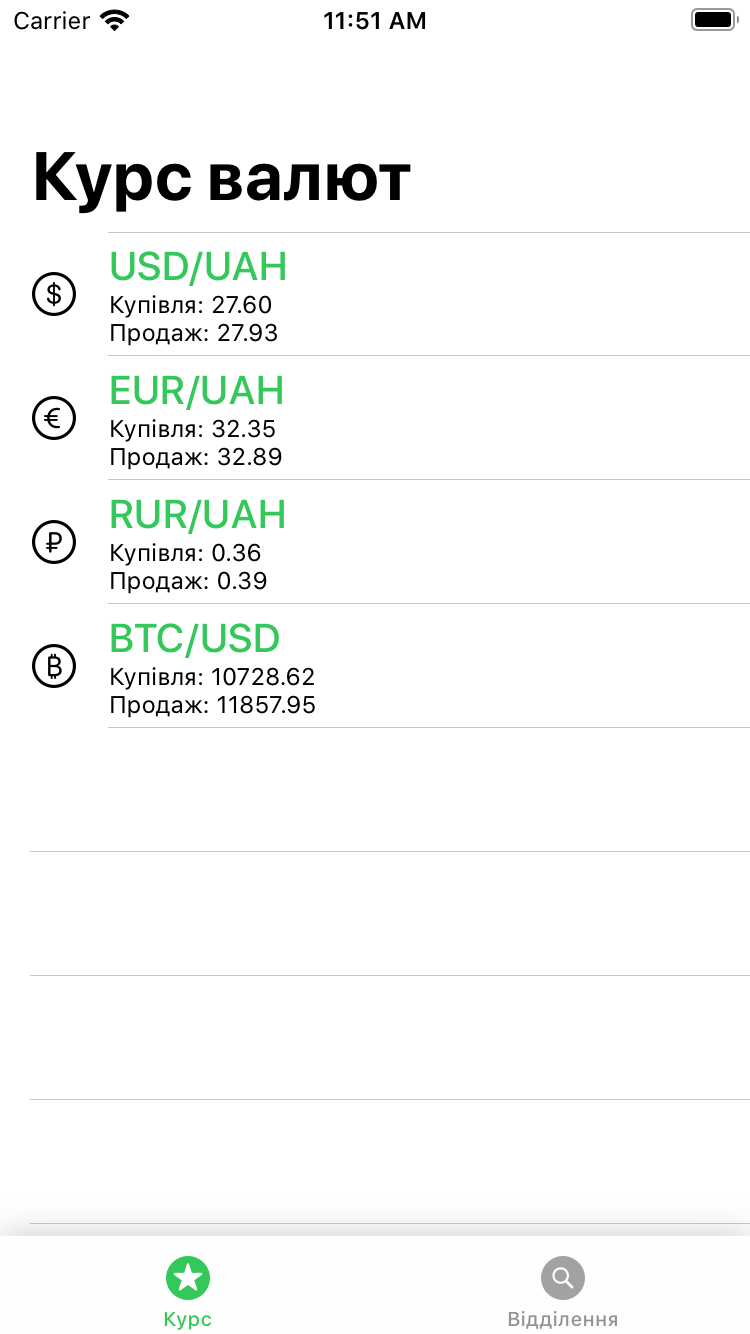 Carrier 11:51 AM
Курс валют
USD/UAH
Купівля: 27.60
Продаж: 27.93
EUR/UAH
Купівля: 32.35
Продаж: 32.89
RUR/UAH
Купівля: 0.36
Продаж: 0.39
BTC/USD
Купівля: 10728.62
Продаж: 11857.95
Курс Відділення